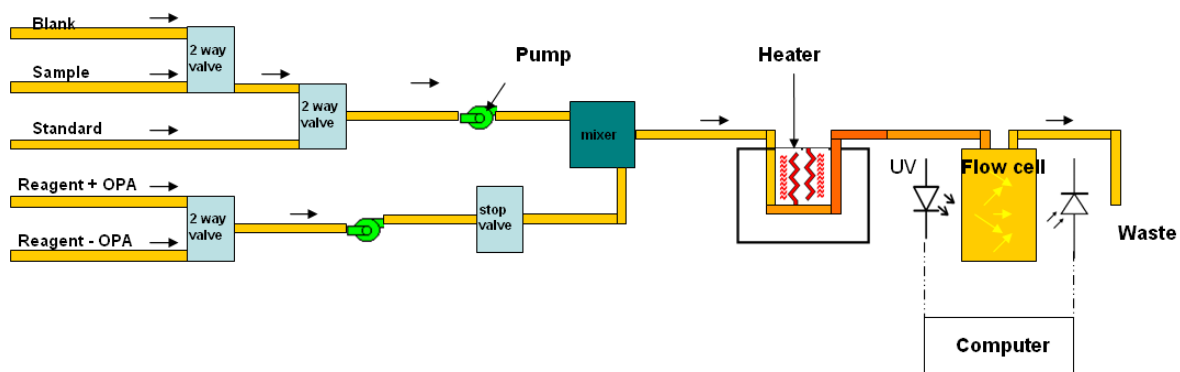 Blank
2 way
valve
Sample
Standard
2 way
valve
Pump
mixer
Heater
Reagent + OPA
Reagent - OPA
2 way
valve
stop
valve
UV
Flow cell
Waste
Computer